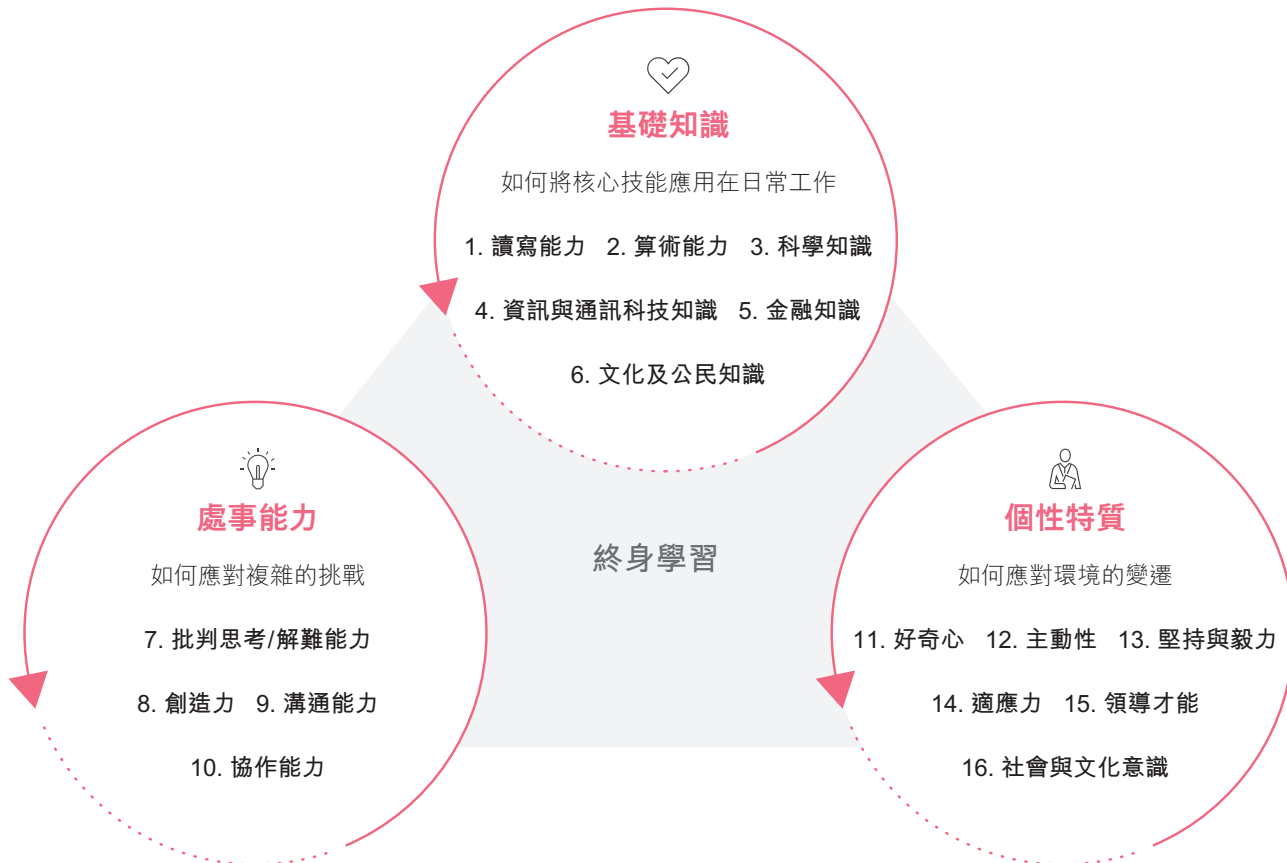 基礎知識
如何將核心技能應用在日常工作
1. 讀寫能力 2. 算術能力 3. 科學知識
4. 資訊與通訊科技知識 5. 金融知識
6. 文化及公民知識
處事能力
如何應對複雜的挑戰
7. 批判思考/解難能力
8. 創造力 9. 溝通能力
10. 協作能力
終身學習
個性特質
如何應對環境的變遷
11. 好奇心 12. 主動性 13. 堅持與毅力
14. 適應力 15. 領導才能
16. 社會與文化意識